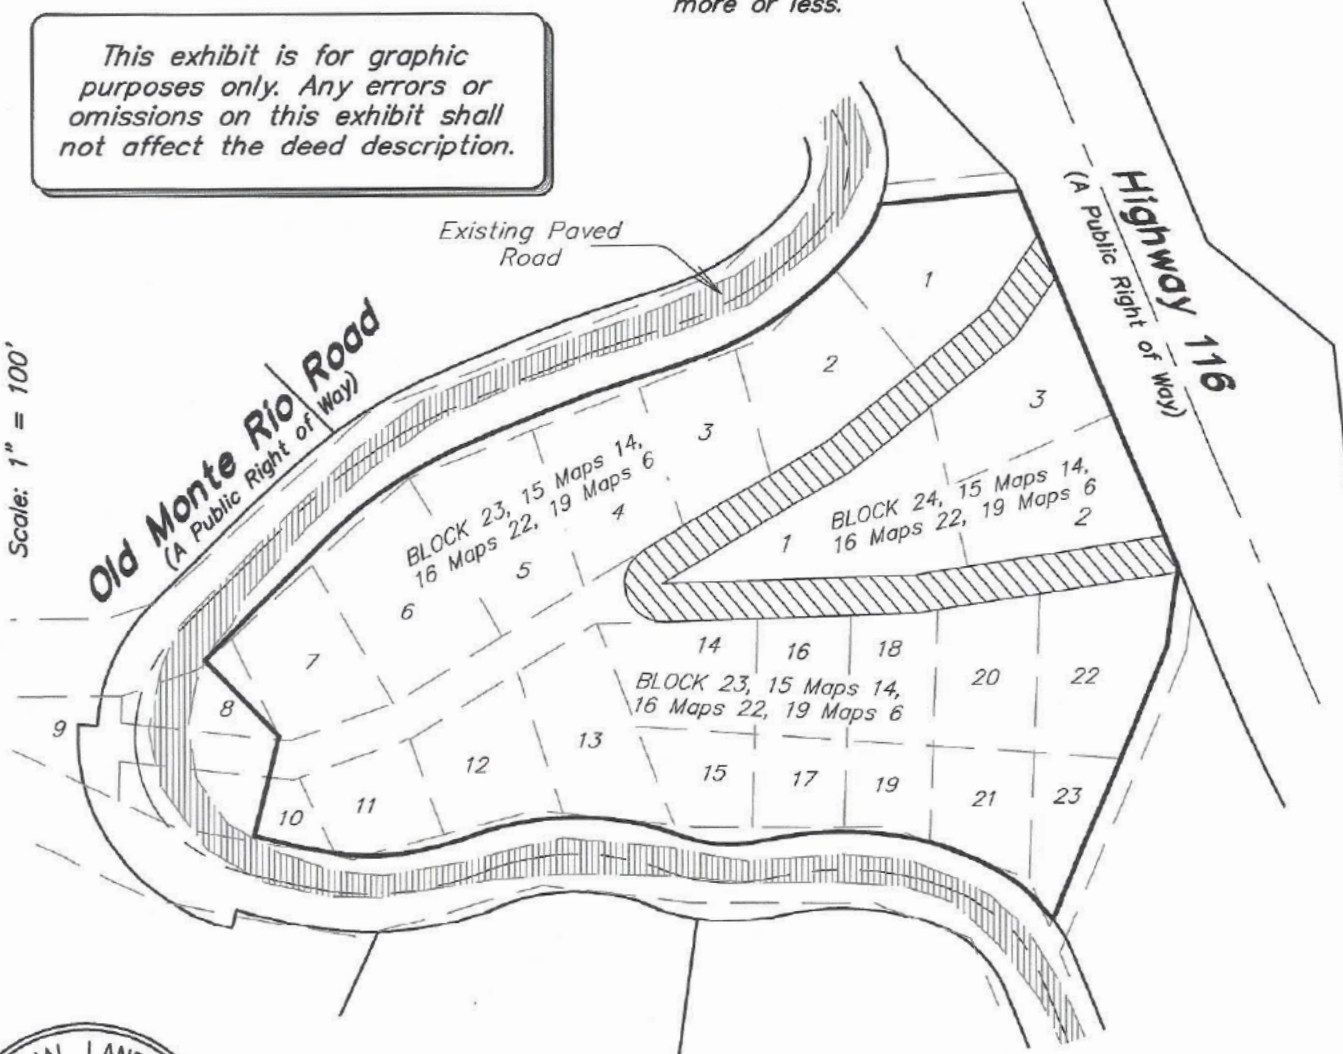 more or less.
This exhibit is for graphic
purposes only. Any errors or
omissions on this exhibit shall
not affect the deed description.
Existing Paved
Road
Highway 116
(A Public Right of Way)
Scale: 1" = 100'
Old Monte Rio Road
(A Public Right of Way)
1
2
3
3
BLOCK 23, 15 Maps 14,
16 Maps 22, 19 Maps 6
4
5
6
7
8
9
BLOCK 24, 15 Maps 14,
16 Maps 22, 19 Maps 6
1
2
14
16
18
20
22
BLOCK 23, 15 Maps 14,
16 Maps 22, 19 Maps 6
13
12
11
10
15
17
19
21
23
LAND